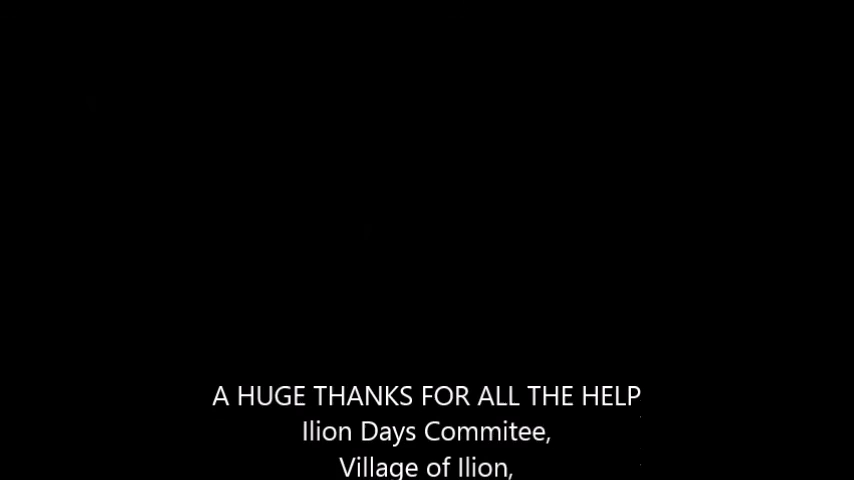 A HUGE THANKS FOR ALL THE HELP
Ilion Days Commitee,
Village of Ilion,